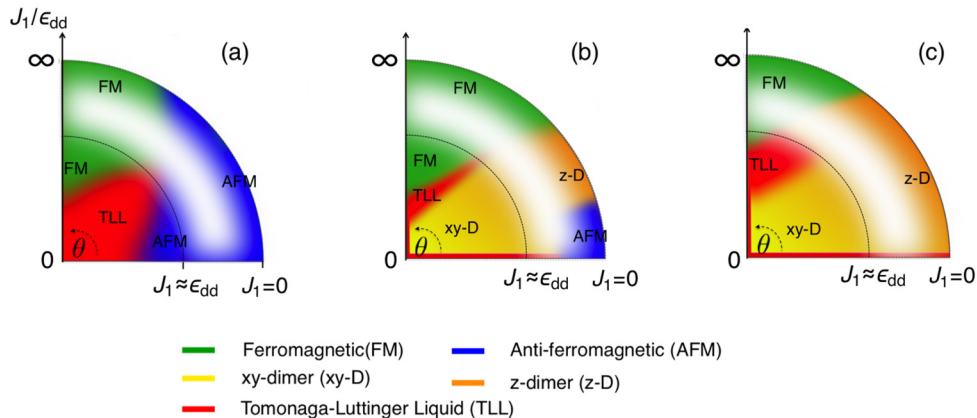 J₁/ϵdd
(a)
∞
FM
FM
AFM
TLL
AFM
θ
0
J₁≈ϵdd
J₁=0
(b)
∞
FM
FM
z-D
TLL
xy-D
AFM
θ
0
J₁≈ϵdd
J₁=0
(c)
∞
FM
TLL
z-D
xy-D
θ
0
J₁≈ϵdd
J₁=0
Ferromagnetic(FM)
Anti-ferromagnetic (AFM)
xy-dimer (xy-D)
z-dimer (z-D)
Tomonaga-Luttinger Liquid (TLL)